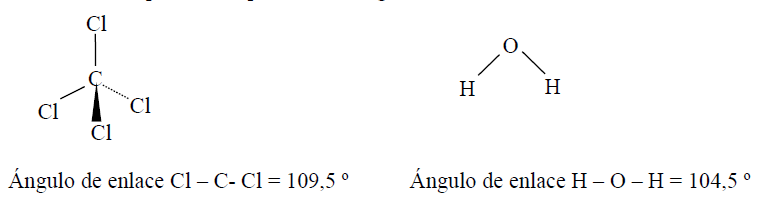 Cl
O
C
H
H
Cl
Cl
Cl
Ángulo de enlace Cl – C- Cl = 109,5 º
Ángulo de enlace H – O – H = 104,5 º